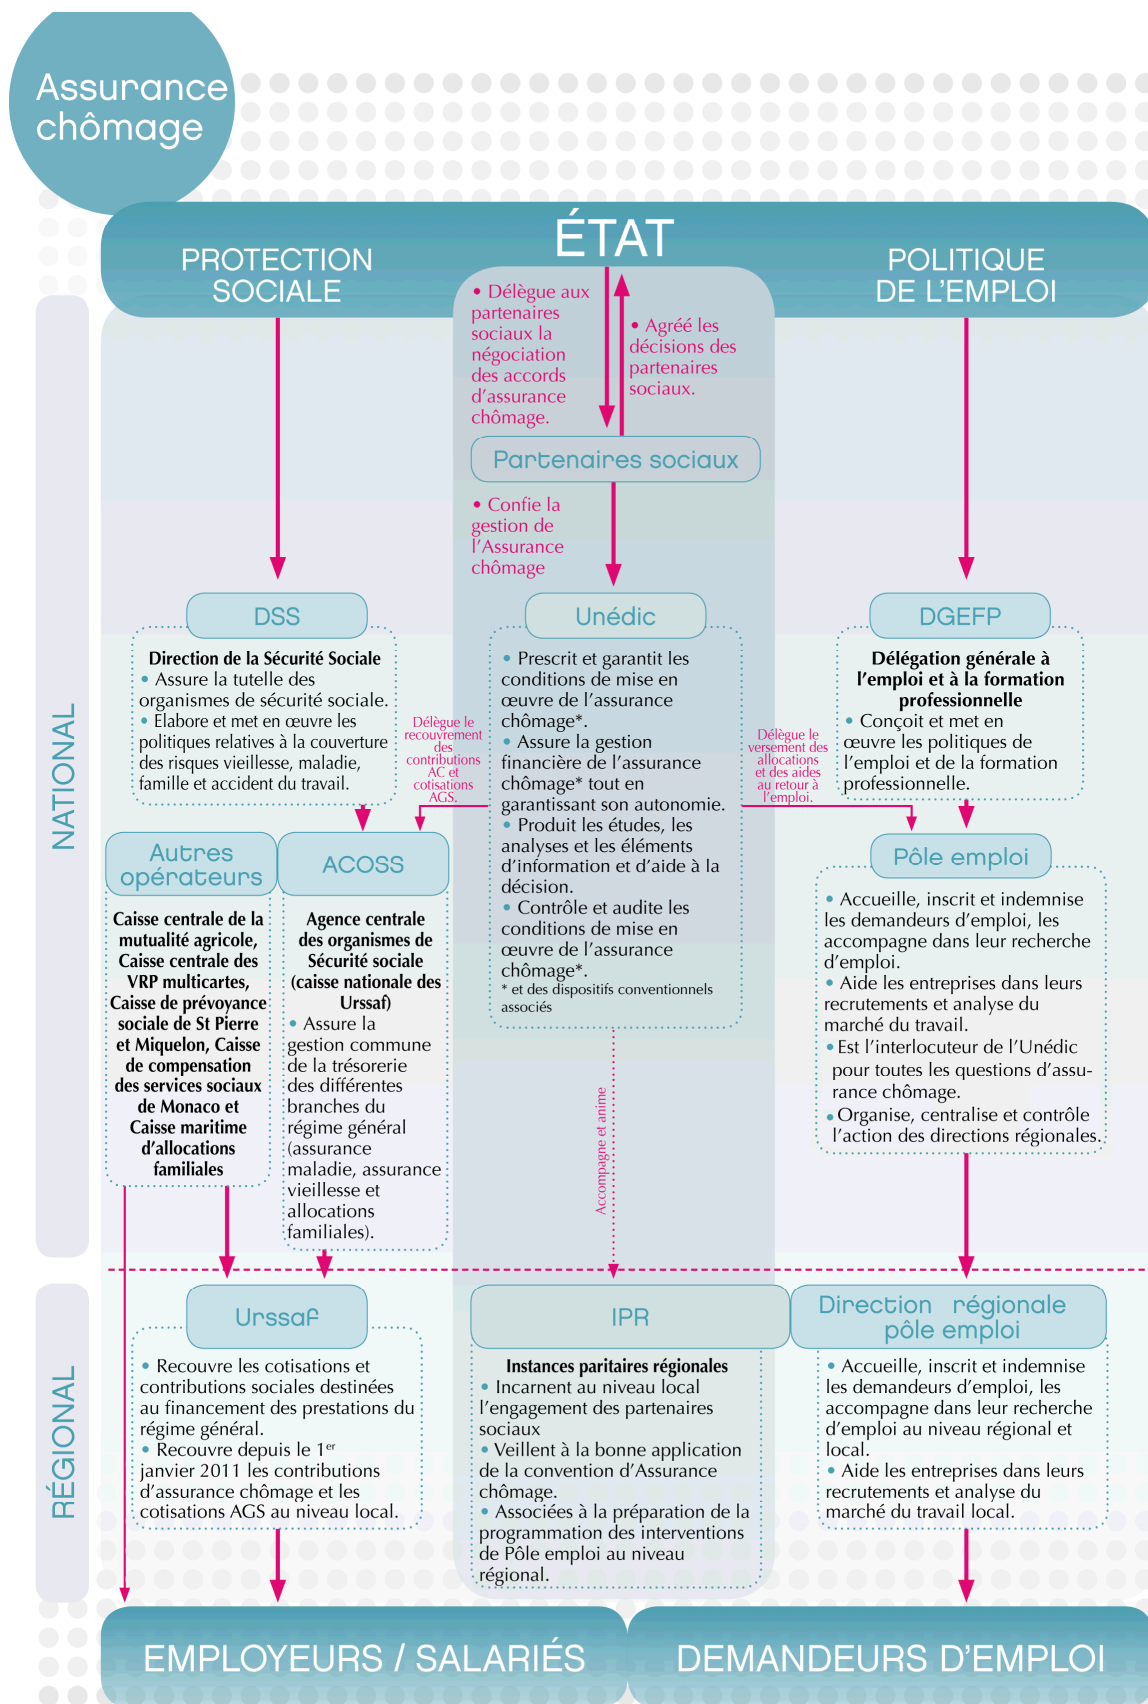 Assurance
chômage
ÉTAT
PROTECTION
SOCIALE
POLITIQUE
DE L'EMPLOI
• Délègue aux
partenaires
sociaux la
négociation
des accords
d'assurance
chômage.
• Agréé les
décisions des
partenaires
sociaux.
Partenaires sociaux
• Confie la
gestion de
l'Assurance
chômage
NATIONAL
DSS
Direction de la Sécurité Sociale
• Assure la tutelle des
organismes de sécurité sociale.
• Elabore et met en œuvre les
politiques relatives à la couverture
des risques vieillesse, maladie,
famille et accident du travail.
Délègue le
recouvrement
des
contributions
AC et
cotisations
AGS.
Unédic
• Prescrit et garantit les
conditions de mise en
œuvre de l'assurance
chômage*.
• Assure la gestion
financière de l'assurance
chômage* tout en
garantissant son autonomie.
• Produit les études, les
analyses et les éléments
d'information et d'aide à la
décision.
• Contrôle et audite les
conditions de mise en
œuvre de l'assurance
chômage*.
* et des dispositifs conventionnels
associés
Délègue le
versement des
allocations
et des aides
au retour à
l'emploi.
DGEFP
Délégation générale à
l'emploi et à la formation
professionnelle
• Conçoit et met en
œuvre les politiques de
l'emploi et de la formation
professionnelle.
Autres
opérateurs
Caisse centrale de la
mutualité agricole,
Caisse centrale des
VRP multicartes,
Caisse de prévoyance
sociale de St Pierre
et Miquelon, Caisse
de compensation
des services sociaux
de Monaco et
Caisse maritime
d'allocations
familiales
ACOSS
Agence centrale
des organismes de
Sécurité sociale
(caisse nationale des
Urssaf)
• Assure la
gestion commune
de la trésorerie
des différentes
branches du
régime général
(assurance
maladie, assurance
vieillesse et
allocations
familiales).
Accompagne et anime
Pôle emploi
• Accueille, inscrit et indemnise
les demandeurs d'emploi, les
accompagne dans leur recherche
d'emploi.
• Aide les entreprises dans leurs
recrutements et analyse du
marché du travail.
• Est l'interlocuteur de l'Unédic
pour toutes les questions d'assu-
rance chômage.
• Organise, centralise et contrôle
l'action des directions régionales.
RÉGIONAL
Urssaf
• Recouvre les cotisations et
contributions sociales destinées
au financement des prestations du
régime général.
• Recouvre depuis le 1er
janvier 2011 les contributions
d'assurance chômage et les
cotisations AGS au niveau local.
IPR
Instances paritaires régionales
• Incarnent au niveau local
l'engagement des partenaires
sociaux
• Veillent à la bonne application
de la convention d'Assurance
chômage.
• Associées à la préparation de la
programmation des interventions
de Pôle emploi au niveau
régional.
Direction régionale
pôle emploi
• Accueille, inscrit et indemnise
les demandeurs d'emploi, les
accompagne dans leur recherche
d'emploi au niveau régional et
local.
• Aide les entreprises dans leurs
recrutements et analyse du
marché du travail local.
EMPLOYEURS / SALARIÉS
DEMANDEURS D'EMPLOI